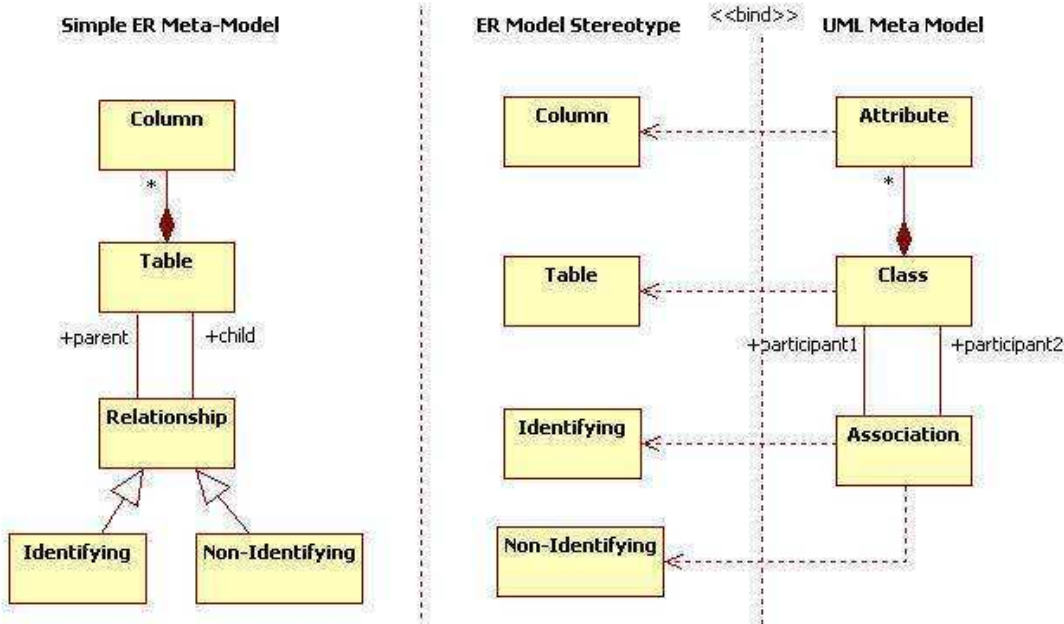 Simple ER Meta-Model
Column
*
Table
+parent
+child
Relationship
Identifying
Non-Identifying
ER Model Stereotype
<<bind>>
UML Meta Model
Column
Attribute
*
Table
Class
+participant1
+participant2
Identifying
Association
Non-Identifying